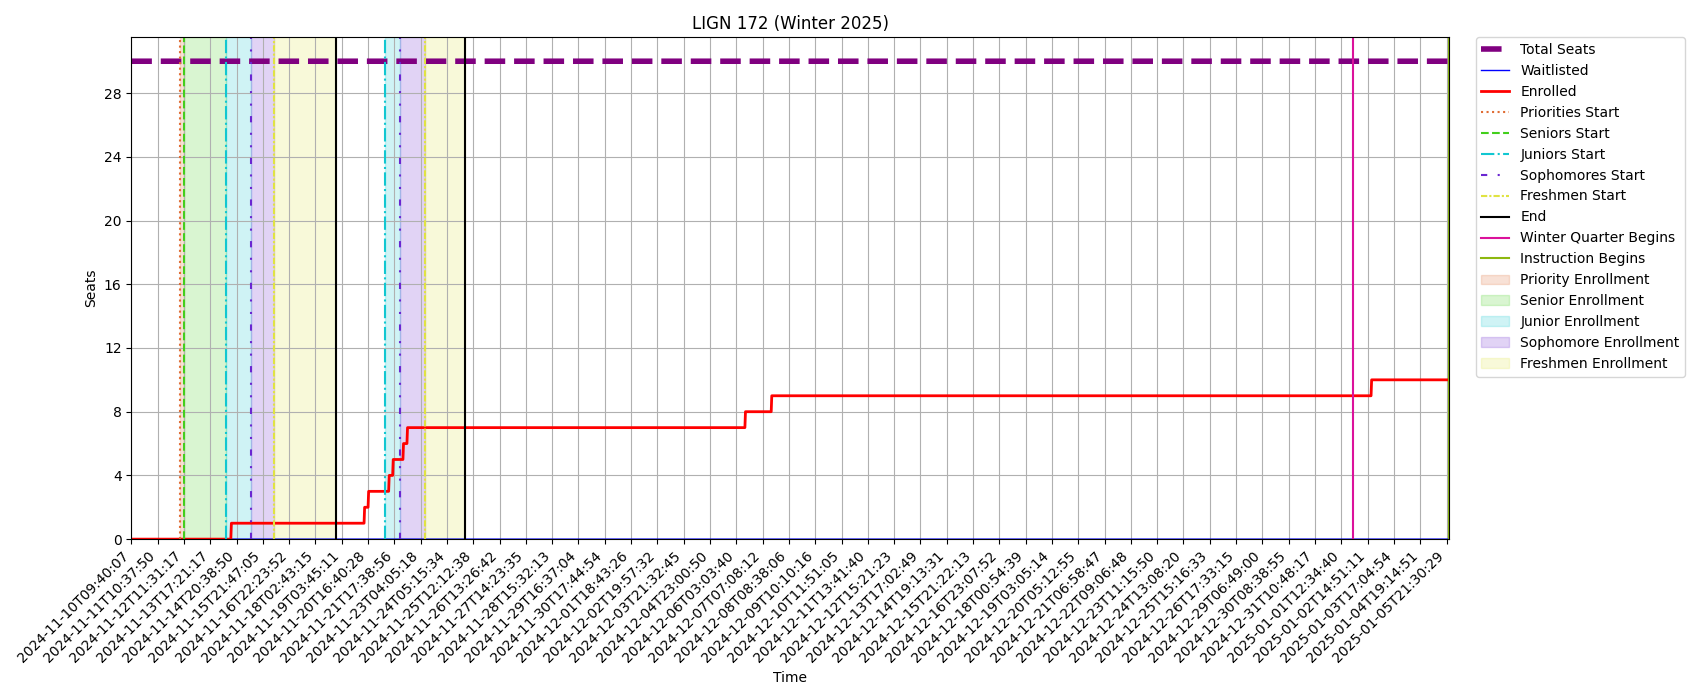 LIGN 172 (Winter 2025)
Seats
28
24
20
16
12
8
4
0
2024-11-10T09:40:07
2024-11-11T10:37:50
2024-11-12T11:31:17
2024-11-13T17:21:17
2024-11-14T20:38:50
2024-11-15T21:47:05
2024-11-16T22:23:52
2024-11-18T02:43:15
2024-11-19T03:45:11
2024-11-20T16:40:28
2024-11-21T17:38:56
2024-11-23T04:05:18
2024-11-24T05:15:34
2024-11-25T12:12:38
2024-11-26T13:26:42
2024-11-27T14:23:35
2024-11-28T15:32:13
2024-11-29T16:37:04
2024-11-30T17:44:54
2024-12-01T18:43:26
2024-12-02T19:57:32
2024-12-03T21:32:45
2024-12-04T23:00:50
2024-12-06T03:03:40
2024-12-07T07:08:12
2024-12-08T08:38:06
2024-12-09T10:10:16
2024-12-10T11:51:05
2024-12-11T13:41:40
2024-12-12T15:21:23
2024-12-13T17:02:49
2024-12-14T19:13:31
2024-12-15T21:22:13
2024-12-16T23:07:52
2024-12-18T00:54:39
2024-12-19T03:05:14
2024-12-20T05:12:55
2024-12-21T06:58:47
2024-12-22T09:06:48
2024-12-23T11:15:50
2024-12-24T13:08:20
2024-12-25T15:16:33
2024-12-26T17:33:15
2024-12-29T06:49:00
2024-12-30T08:38:55
2024-12-31T10:48:17
2025-01-01T12:34:40
2025-01-02T14:51:11
2025-01-03T17:04:54
2025-01-04T19:14:51
2025-01-05T21:30:29
Time
Total Seats
Waitlisted
Enrolled
Priorities Start
Seniors Start
Juniors Start
Sophomores Start
Freshmen Start
End
Winter Quarter Begins
Instruction Begins
Priority Enrollment
Senior Enrollment
Junior Enrollment
Sophomore Enrollment
Freshmen Enrollment